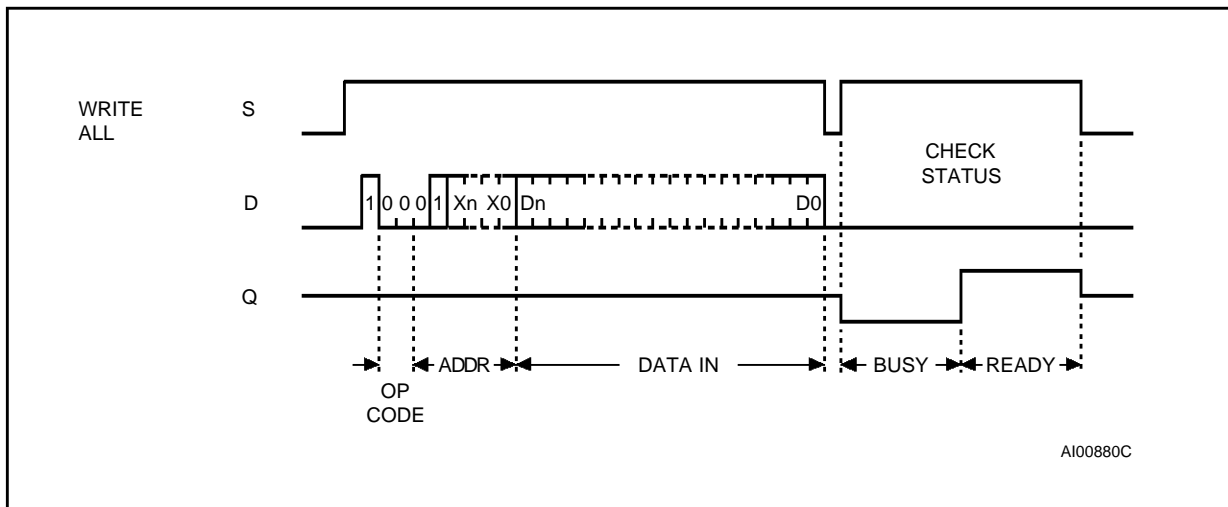 WRITE
ALL
S
CHECK
STATUS
D
1 0 0 0 1 Xn X0 Dn D0
Q
ADDR DATA IN BUSY READY
OP
CODE
AI00880C